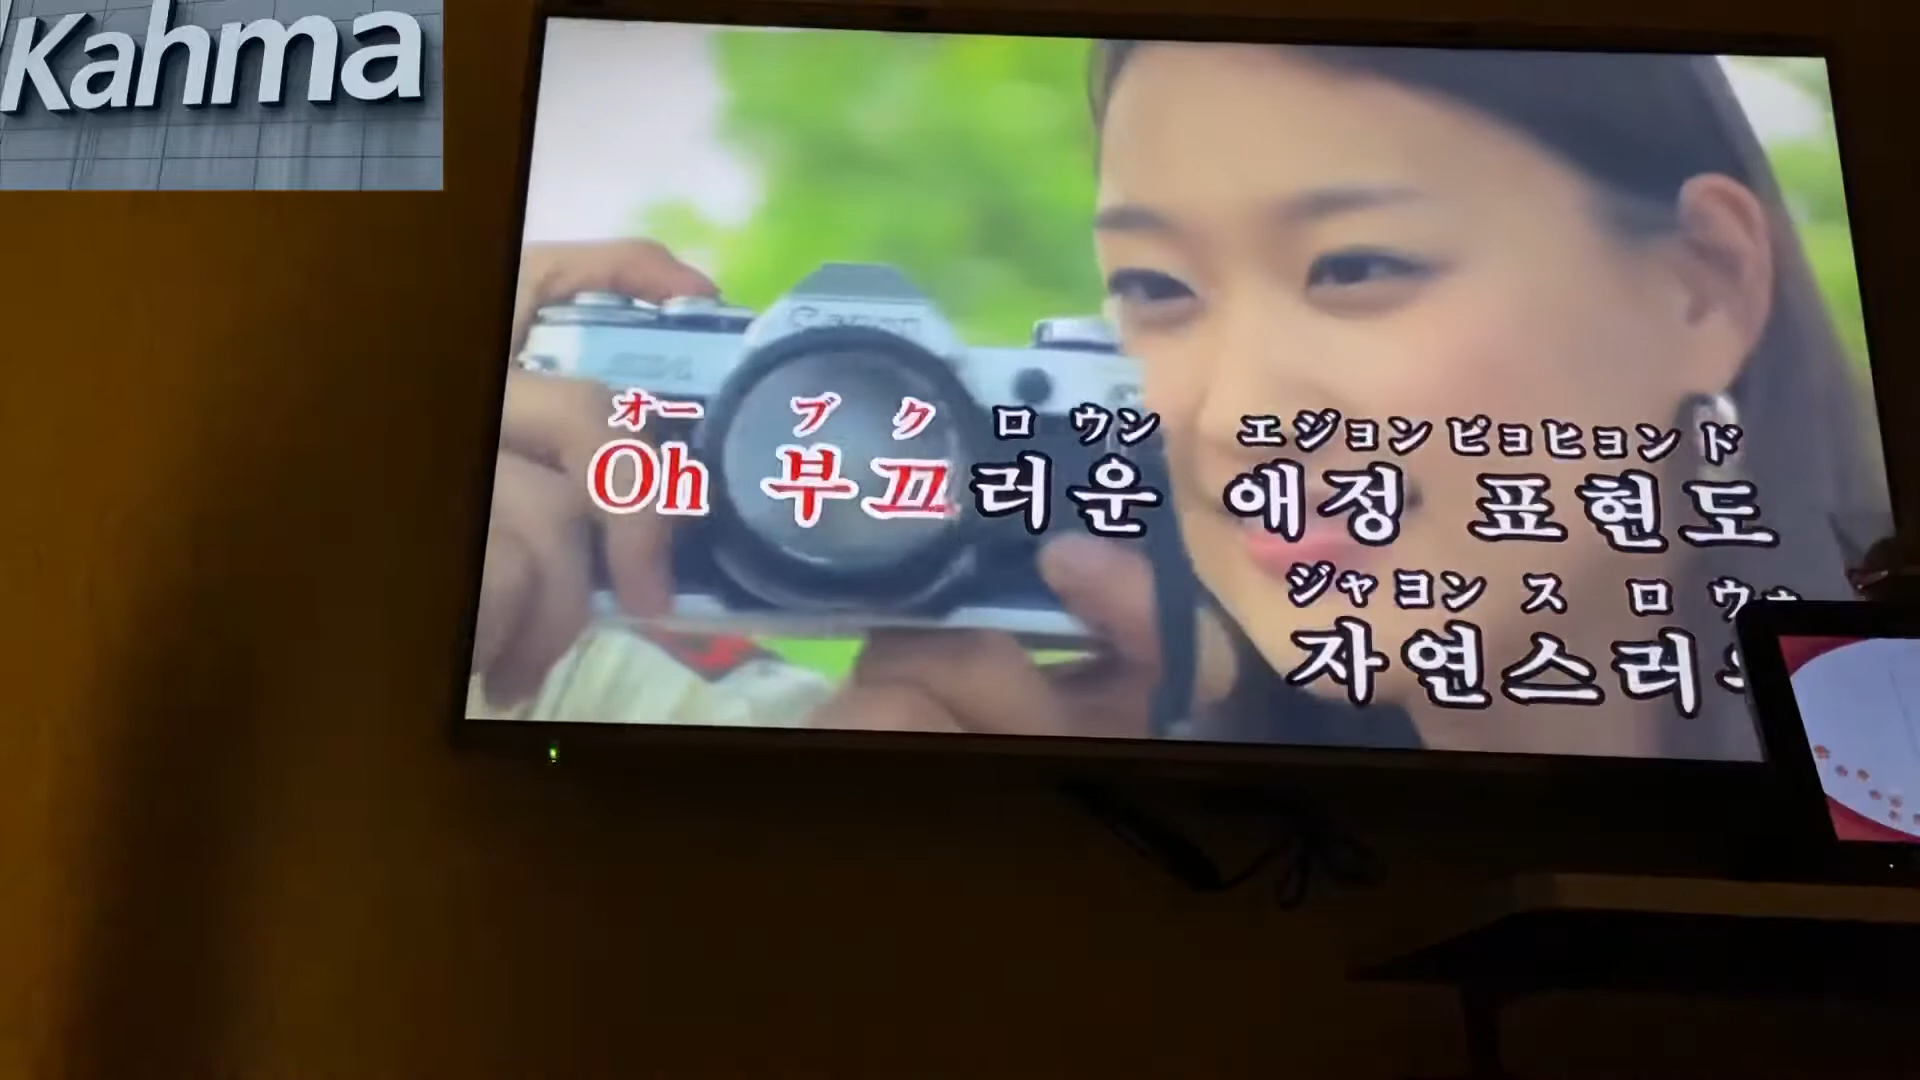 Kahma
Canon
オー ブ ク ロ ウン エジョン ピョヒョン ド
Oh 부끄러운 애정 표현도
ジャ ヨン ス ロ
자연스러